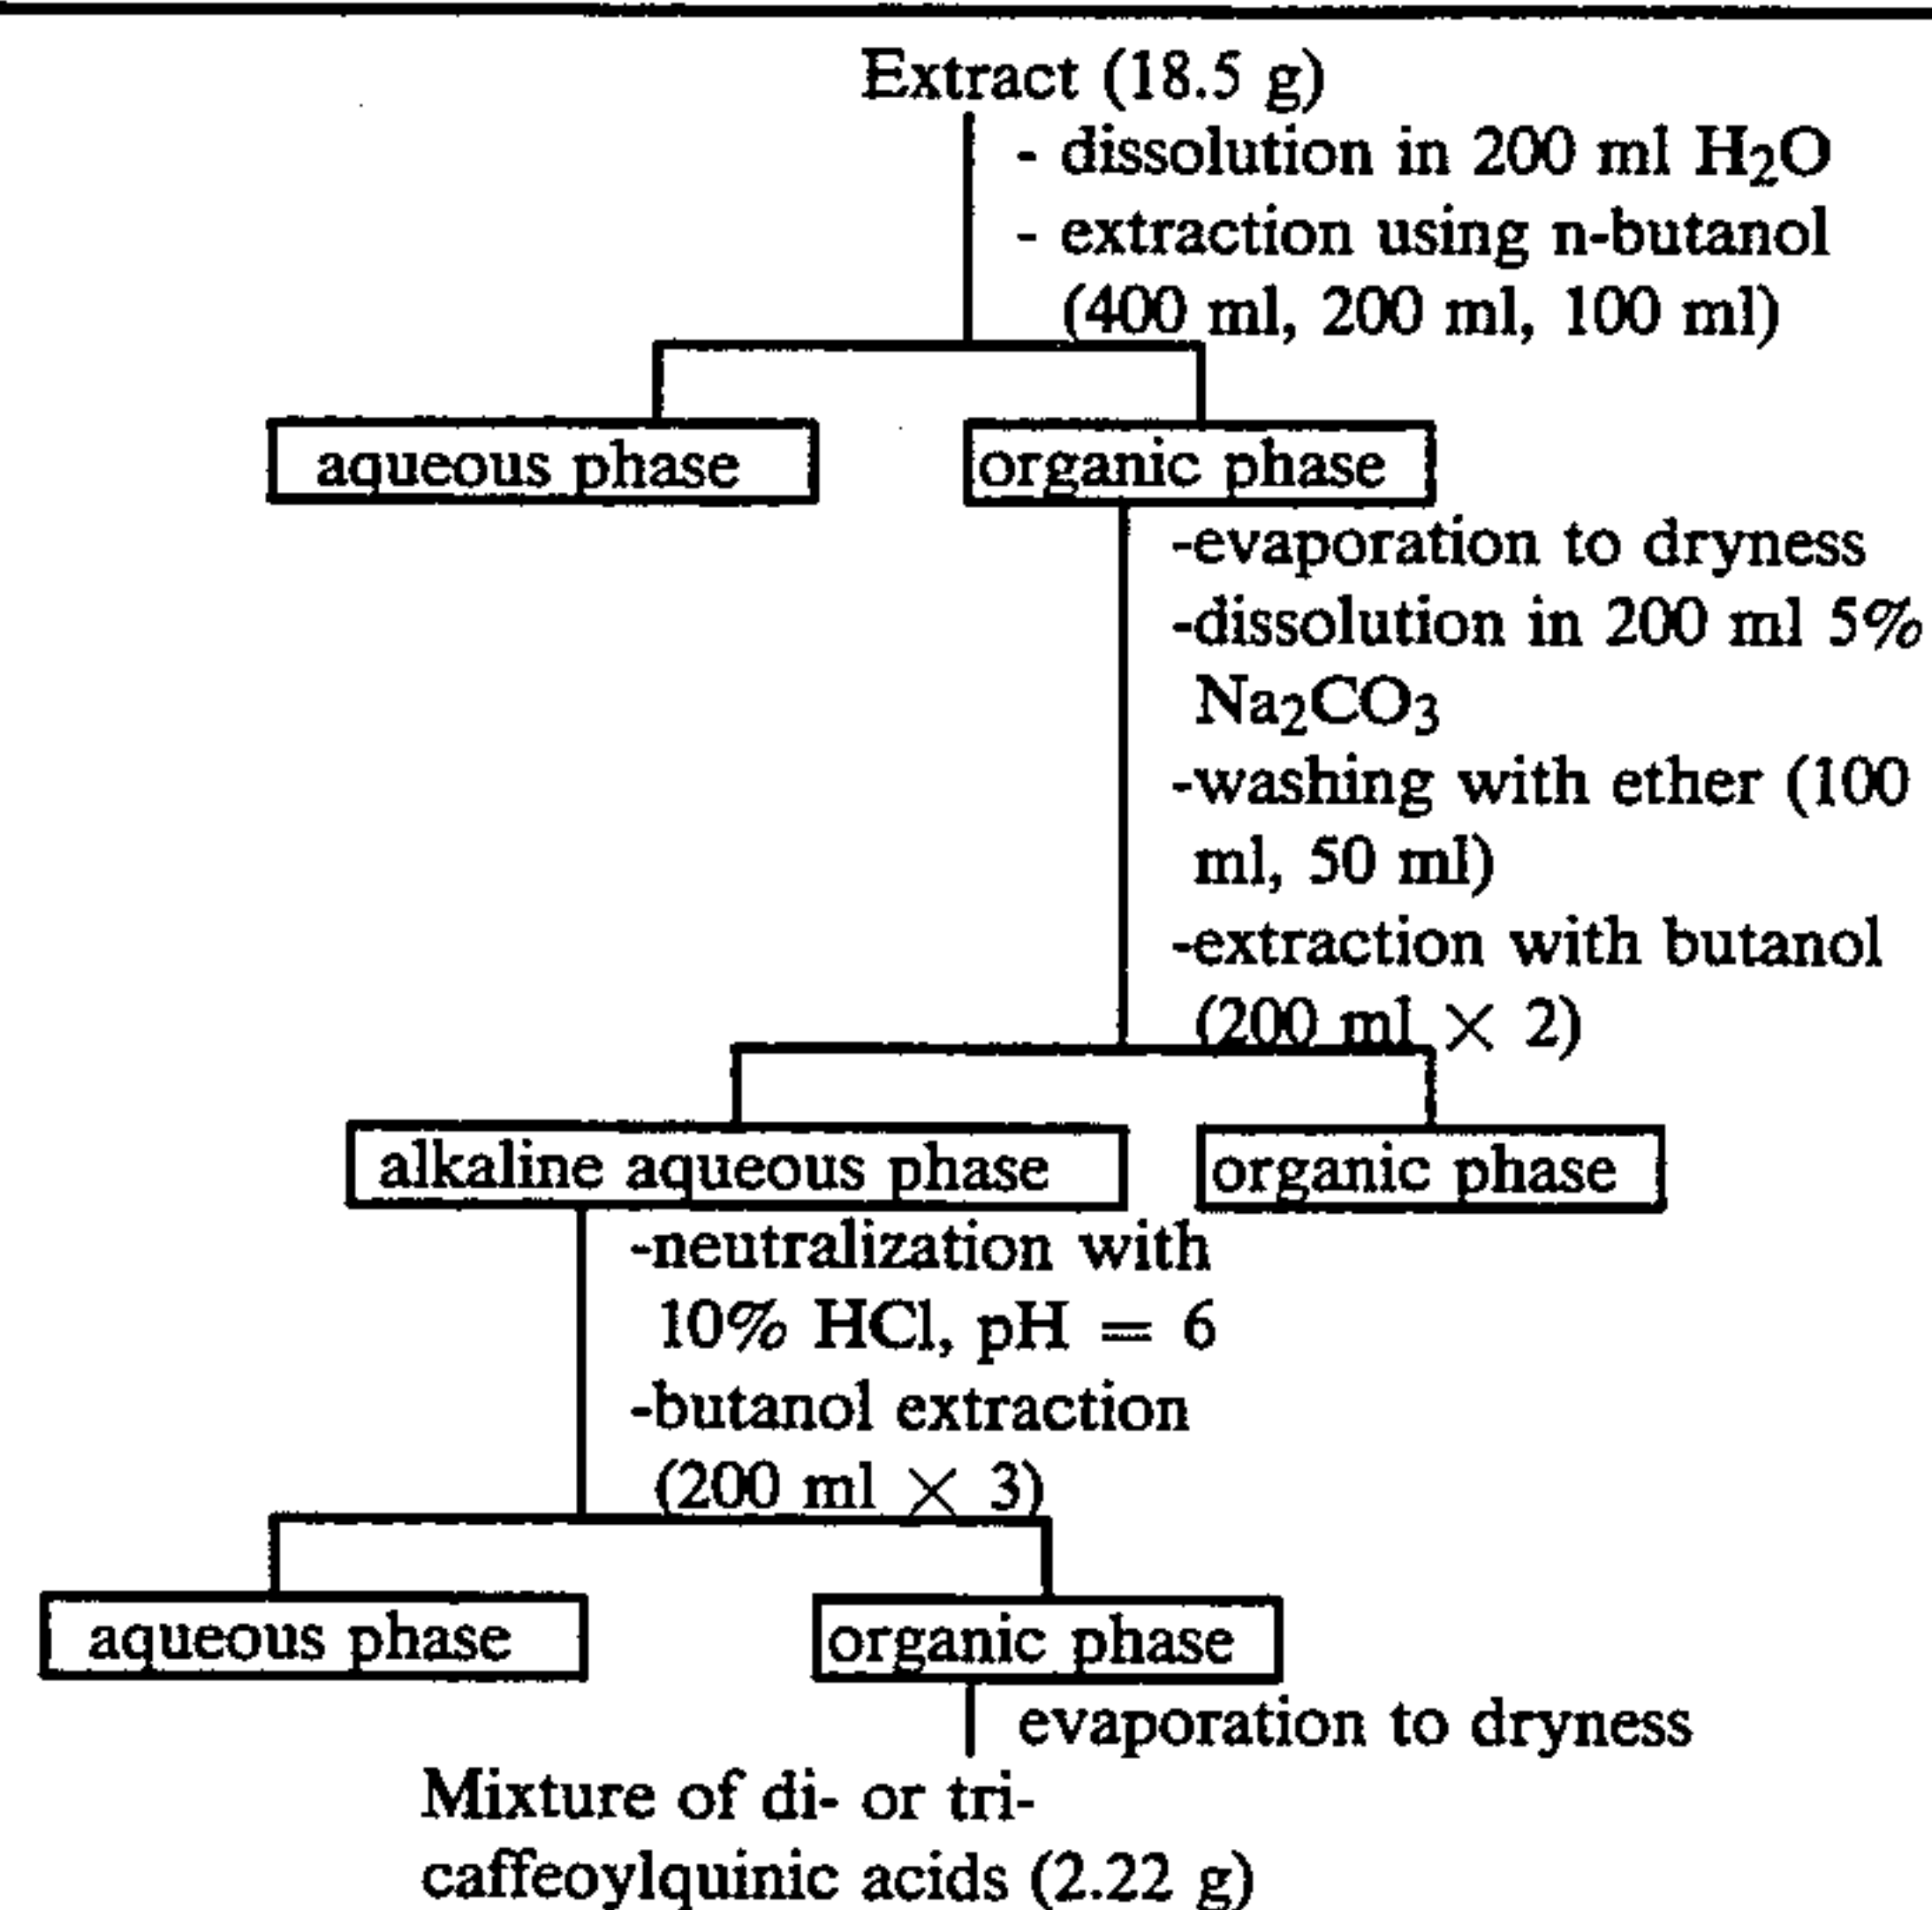 Extract (18.5 g)
- dissolution in 200 ml H₂O
- extraction using n-butanol
(400 ml, 200 ml, 100 ml)
aqueous phase
organic phase
-evaporation to dryness
-dissolution in 200 ml 5%
Na₂CO₃
-washing with ether (100
ml, 50 ml)
-extraction with butanol
(200 ml × 2)
alkaline aqueous phase
organic phase
-neutralization with
10% HCl, pH = 6
-butanol extraction
(200 ml × 3)
aqueous phase
organic phase
evaporation to dryness
Mixture of di- or tri-
caffeoylquinic acids (2.22 g)